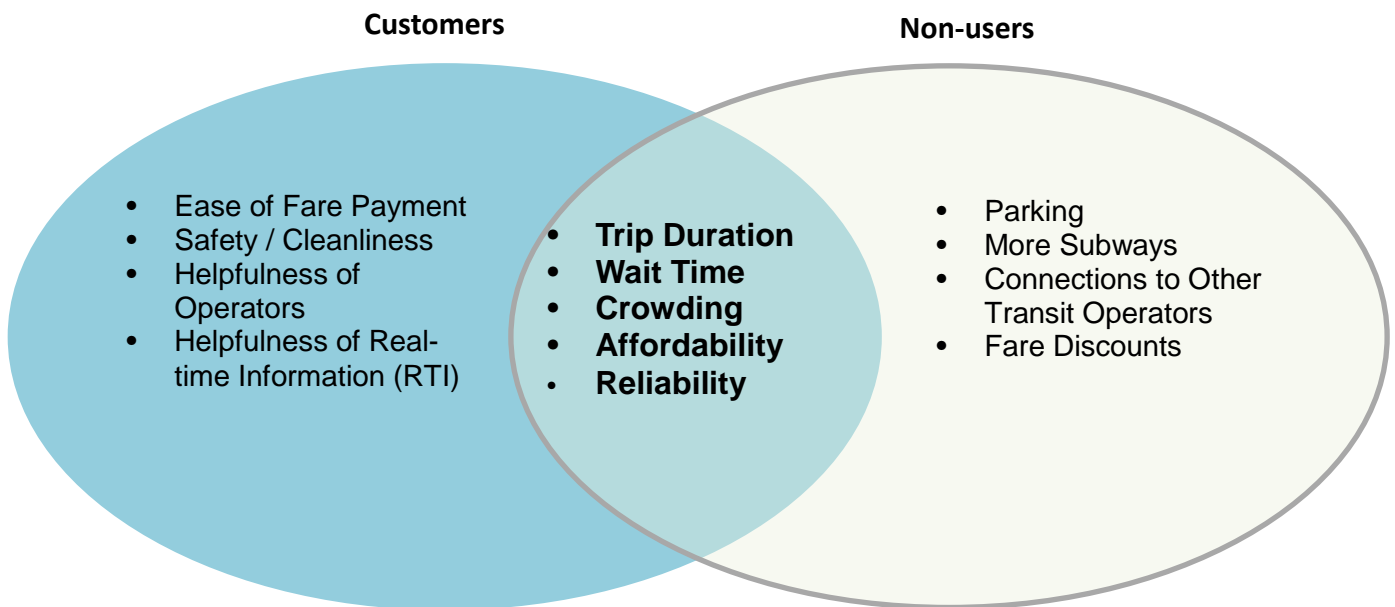 Customers
Non-users
• Ease of Fare Payment
• Safety / Cleanliness
• Helpfulness of
Operators
• Helpfulness of Real-
time Information (RTI)
• Trip Duration
• Wait Time
• Crowding
• Affordability
• Reliability
• Parking
• More Subways
• Connections to Other
Transit Operators
• Fare Discounts